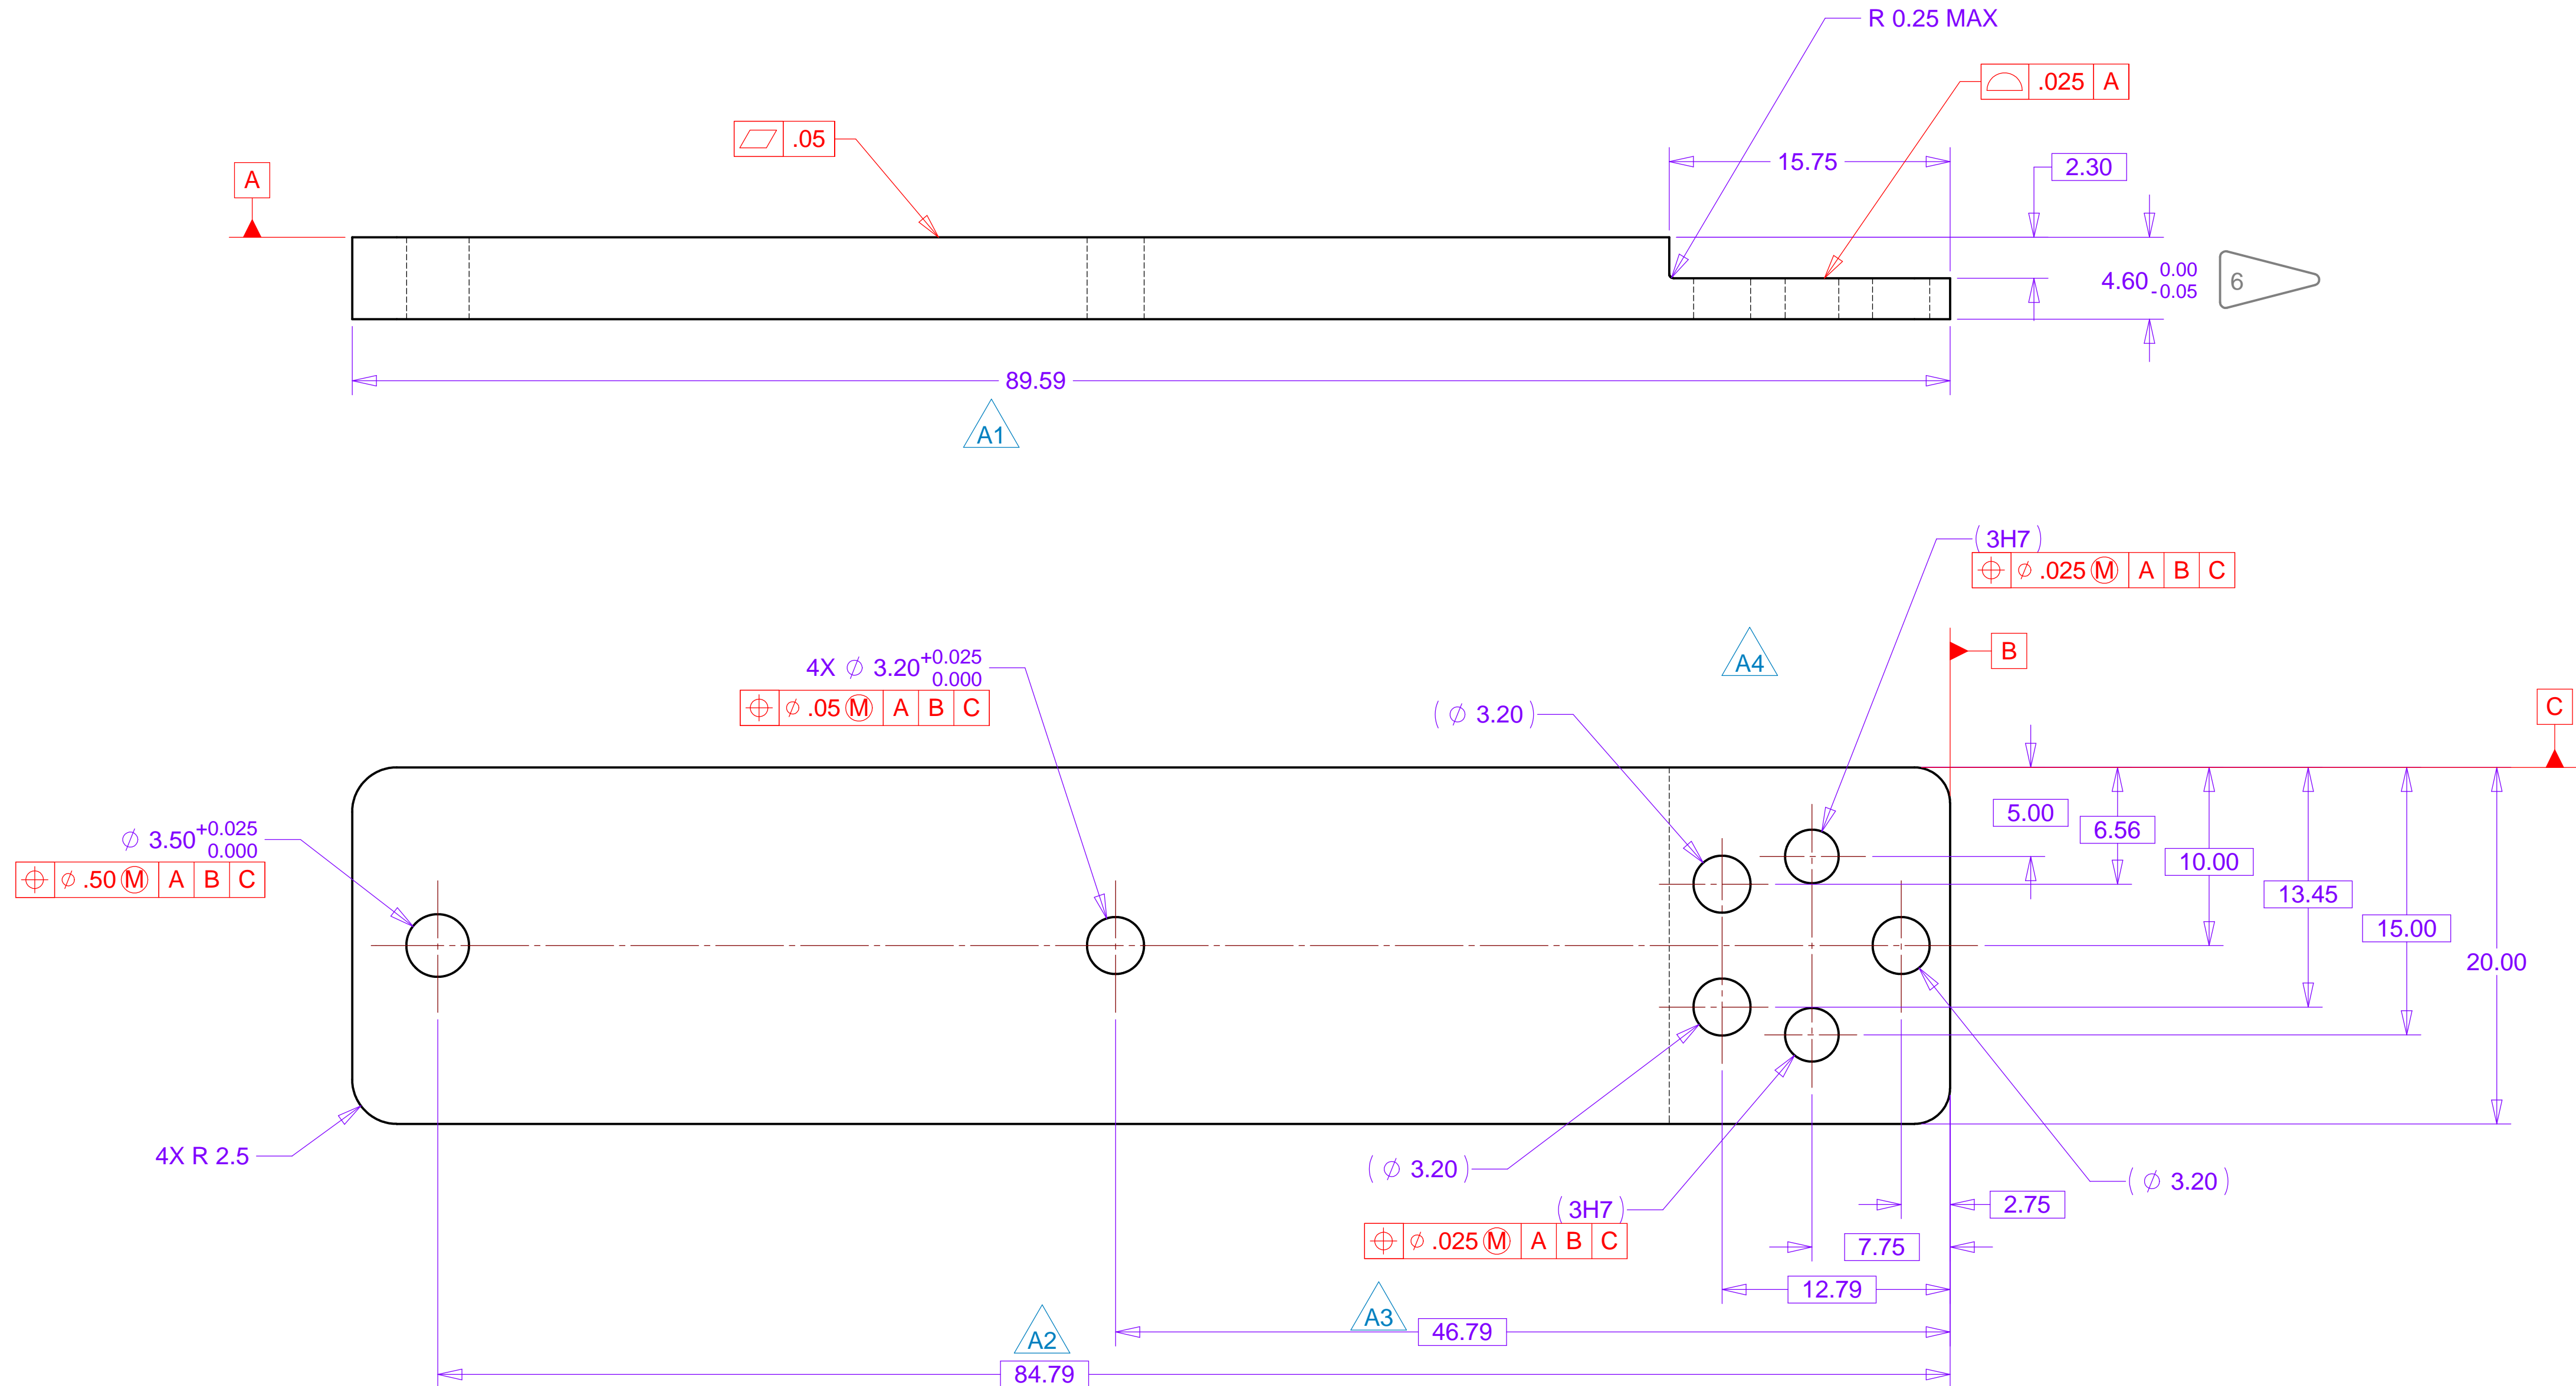 R 0.25 MAX
.025 A
.05
15.75
2.30
A
4.60 0.00 -0.05
6
89.59
A1
(3H7)
⌀ .025 Ⓜ A B C
4X ⌀ 3.20 +0.025 0.000
⌀ .05 Ⓜ A B C
A4
B
(⌀ 3.20)
C
⌀ 3.50 +0.025 0.000
⌀ .50 Ⓜ A B C
5.00
6.56
10.00
13.45
15.00
20.00
4X R 2.5
(⌀ 3.20)
(⌀ 3.20)
(3H7)
⌀ .025 Ⓜ A B C
2.75
7.75
12.79
A3
46.79
A2
84.79